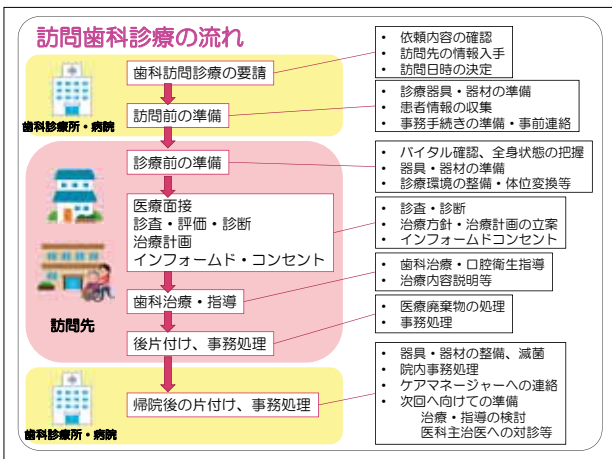 訪問歯科診療の流れ
歯科訪問診療の要請
• 依頼内容の確認
• 訪問先の情報入手
• 訪問日時の決定
訪問前の準備
• 診療器具・器材の準備
• 患者情報の収集
• 事務手続きの準備・事前連絡
歯科診療所・病院
診療前の準備
• バイタル確認、全身状態の把握
• 器具・器材の準備
• 診療環境の整備・体位変換等
医療面接
診査・評価・診断
治療計画
インフォームド・コンセント
• 診査・診断
• 治療方針・治療計画の立案
• インフォームドコンセント
歯科治療・指導
• 歯科治療・口腔衛生指導
• 治療内容説明等
訪問先
後片付け、事務処理
• 医療廃棄物の処理
• 事務処理
帰院後の片付け、事務処理
• 器具・器材の整備、滅菌
• 院内事務処理
• ケアマネージャーへの連絡
• 次回へ向けての準備
治療・指導の検討
医科主治医への対診等
歯科診療所・病院